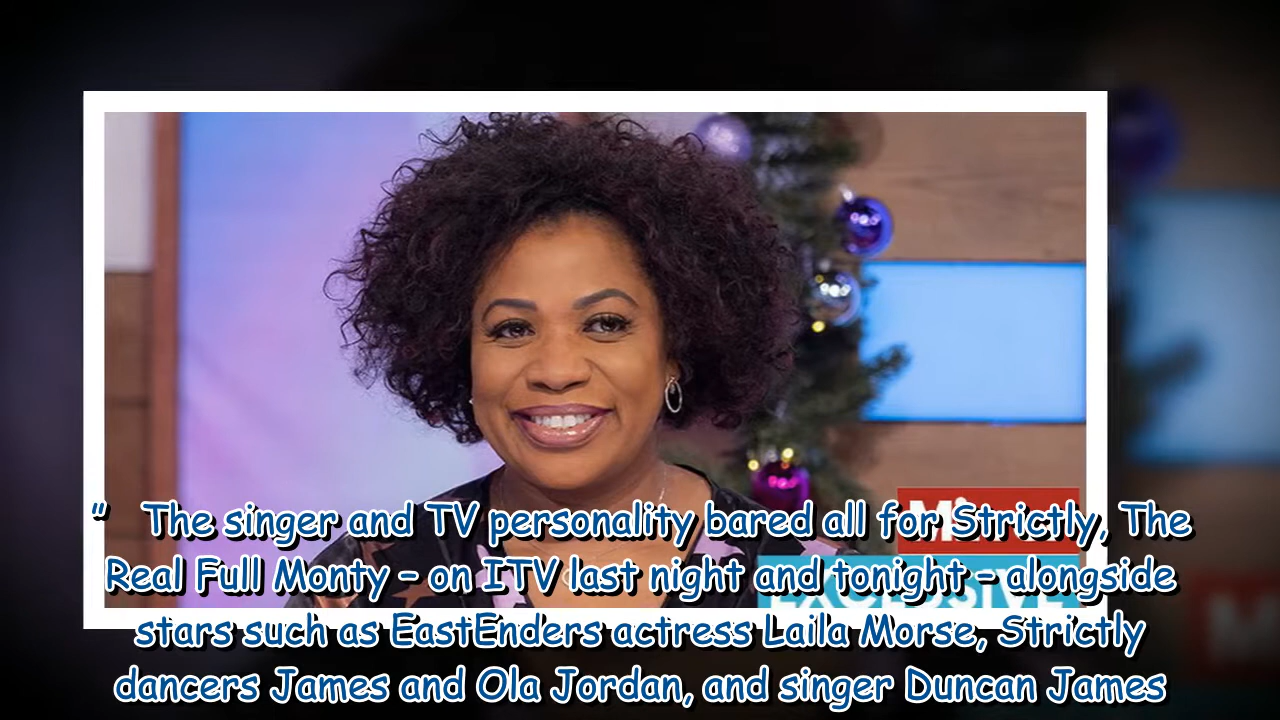 ” The singer and TV personality bared all for Strictly, The
Real Full Monty – on ITV last night and tonight – alongside
stars such as EastEnders actress Laila Morse, Strictly
dancers James and Ola Jordan, and singer Duncan James
EXCLUSIVE